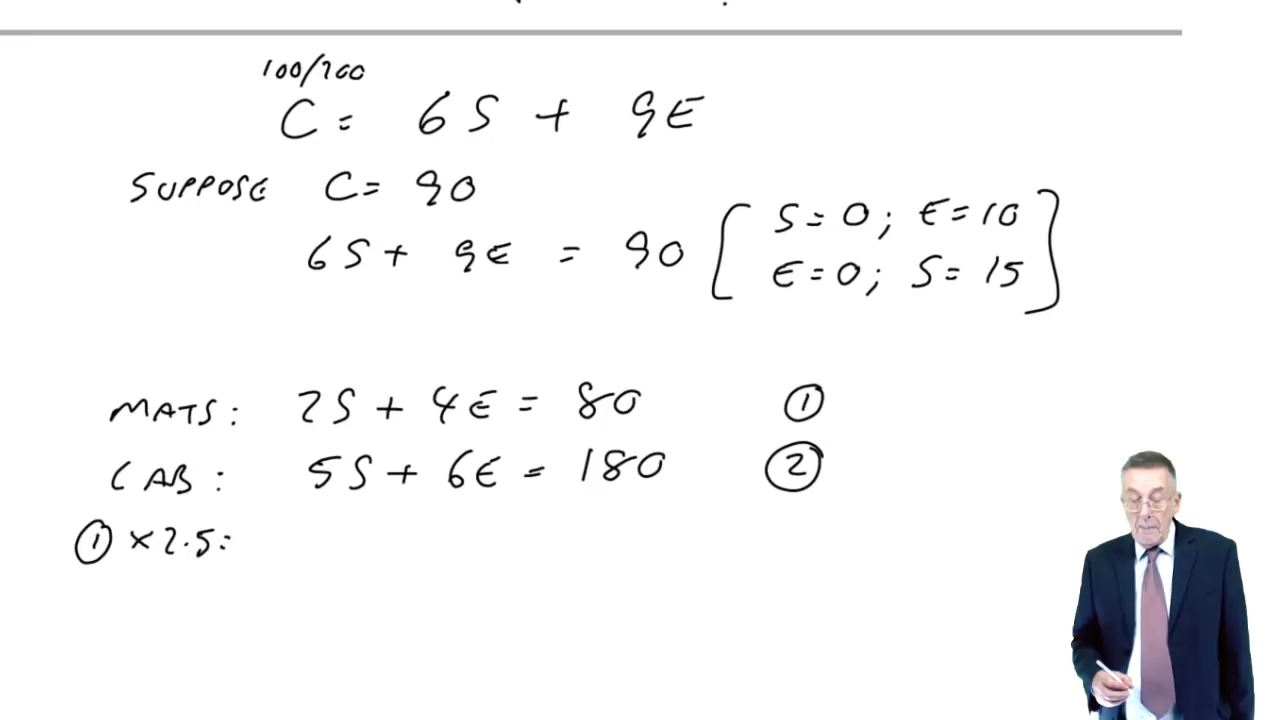 100/200
C = 6S + 9E
SUPPOSE C = 90
6S + 9E = 90 [ S = 0; E = 10
E = 0; S = 15 ]
MATS: 2S + 4E = 80 ①
LAB: 5S + 6E = 180 ②
① × 2.5: